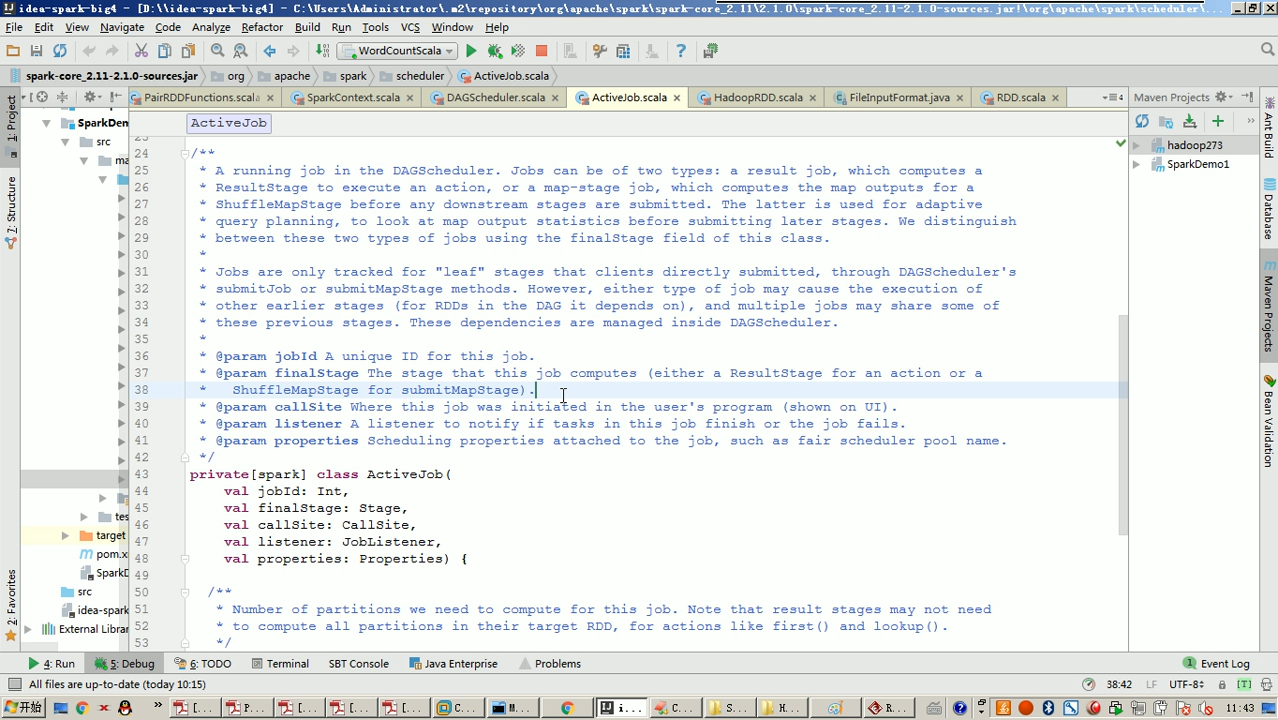 idea-spark-big4] - [D:\\idea-spark-big4] - C:\Users\Administrator\.m2\repository\org\apache\spark\spark-core_2.11\2.1.0\spark-core_2.11-2.1.0-sources.jar!\org\apache\spark\scheduler\...
File Edit View Navigate Code Analyze Refactor Build Run Tools VCS Window Help
WordCountScala
spark-core_2.11-2.1.0-sources.jar org apache spark scheduler ActiveJob.scala
PairRDDFunctions.scala SparkContext.scala DAGScheduler.scala ActiveJob.scala HadoopRDD.scala FileInputFormat.java RDD.scala Maven Projects
1: Project
2: Structure
2: Favorites
SparkDem
src
ma
tes
target
pom.x
SparkD
src
idea-spark
External Librar
ActiveJob
23
24 /**
25 * A running job in the DAGScheduler. Jobs can be of two types: a result job, which computes a
26 * ResultStage to execute an action, or a map-stage job, which computes the map outputs for a
27 * ShuffleMapStage before any downstream stages are submitted. The latter is used for adaptive
28 * query planning, to look at map output statistics before submitting later stages. We distinguish
29 * between these two types of jobs using the finalStage field of this class.
30 *
31 * Jobs are only tracked for "leaf" stages that clients directly submitted, through DAGScheduler's
32 * submitJob or submitMapStage methods. However, either type of job may cause the execution of
33 * other earlier stages (for RDDs in the DAG it depends on), and multiple jobs may share some of
34 * these previous stages. These dependencies are managed inside DAGScheduler.
35 *
36 * @param jobId A unique ID for this job.
37 * @param finalStage The stage that this job computes (either a ResultStage for an action or a
38 * ShuffleMapStage for submitMapStage).
39 * @param callSite Where this job was initiated in the user's program (shown on UI).
40 * @param listener A listener to notify if tasks in this job finish or the job fails.
41 * @param properties Scheduling properties attached to the job, such as fair scheduler pool name.
42 */
43 private[spark] class ActiveJob(
44 val jobId: Int,
45 val finalStage: Stage,
46 val callSite: CallSite,
47 val listener: JobListener,
48 val properties: Properties) {
49
50 /**
51 * Number of partitions we need to compute for this job. Note that result stages may not need
52 * to compute all partitions in their target RDD, for actions like first() and lookup().
53 */
hadoop273
SparkDemo1
Ant Build
Database
Maven Projects
Bean Validation
4: Run 5: Debug 6: TODO Terminal SBT Console Java Enterprise Problems Event Log
All files are up-to-date (today 10:15) 38:42 LF UTF-8 [T]
开始 [... P... [... [... [... C... M... i... C... S... H... R... 11:43